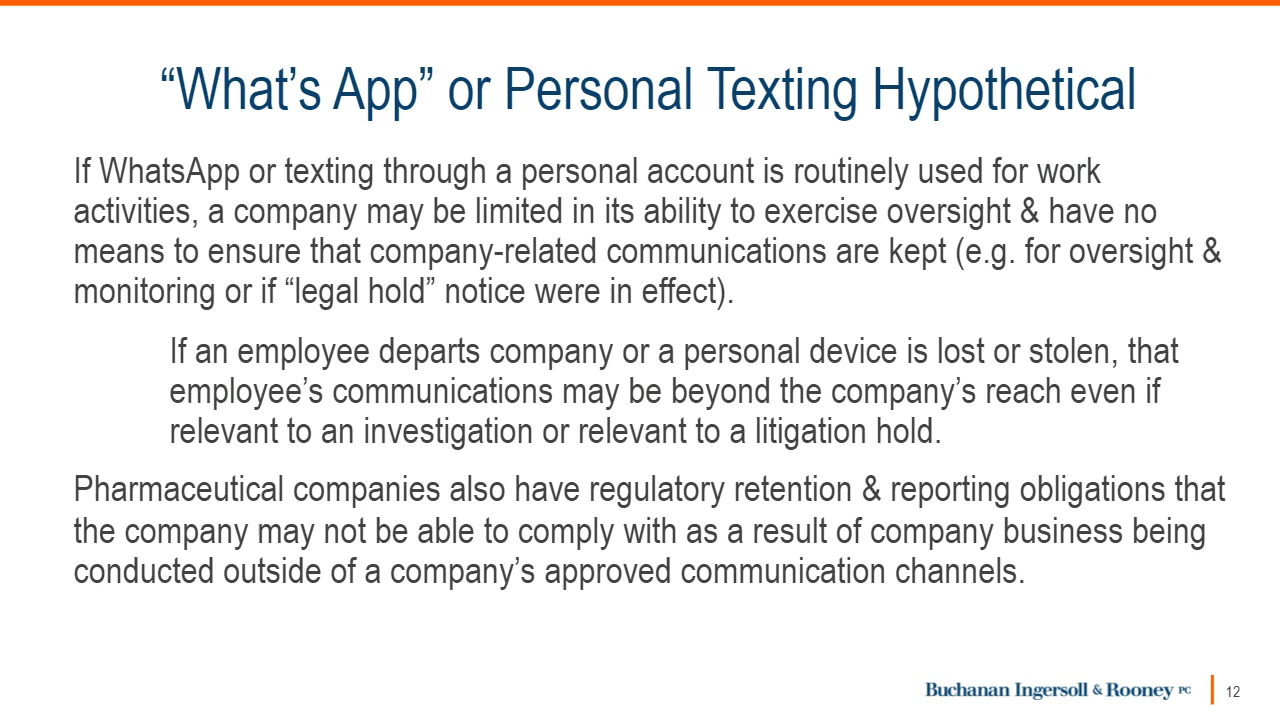 “What’s App” or Personal Texting Hypothetical
If WhatsApp or texting through a personal account is routinely used for work
activities, a company may be limited in its ability to exercise oversight & have no
means to ensure that company-related communications are kept (e.g. for oversight &
monitoring or if “legal hold” notice were in effect).
If an employee departs company or a personal device is lost or stolen, that
employee’s communications may be beyond the company’s reach even if
relevant to an investigation or relevant to a litigation hold.
Pharmaceutical companies also have regulatory retention & reporting obligations that
the company may not be able to comply with as a result of company business being
conducted outside of a company’s approved communication channels.
Buchanan Ingersoll & Rooney PC
12